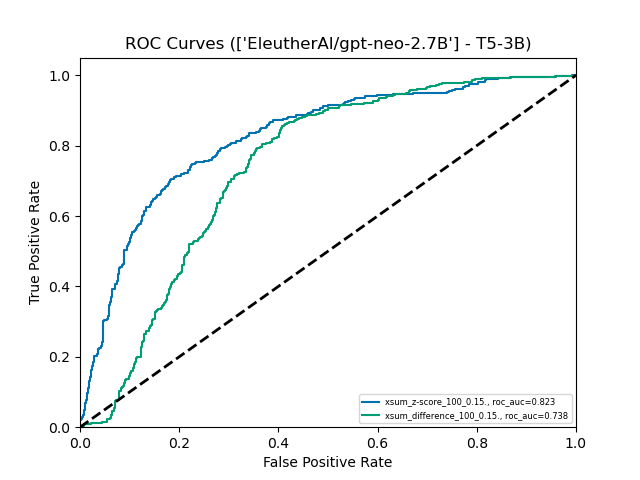 ROC Curves (['EleutherAI/gpt-neo-2.7B'] - T5-3B)
True Positive Rate
1.0
0.8
0.6
0.4
0.2
0.0
xsum_z-score_100_0.15., roc_auc=0.823
xsum_difference_100_0.15., roc_auc=0.738
0.0 0.2 0.4 0.6 0.8 1.0
False Positive Rate